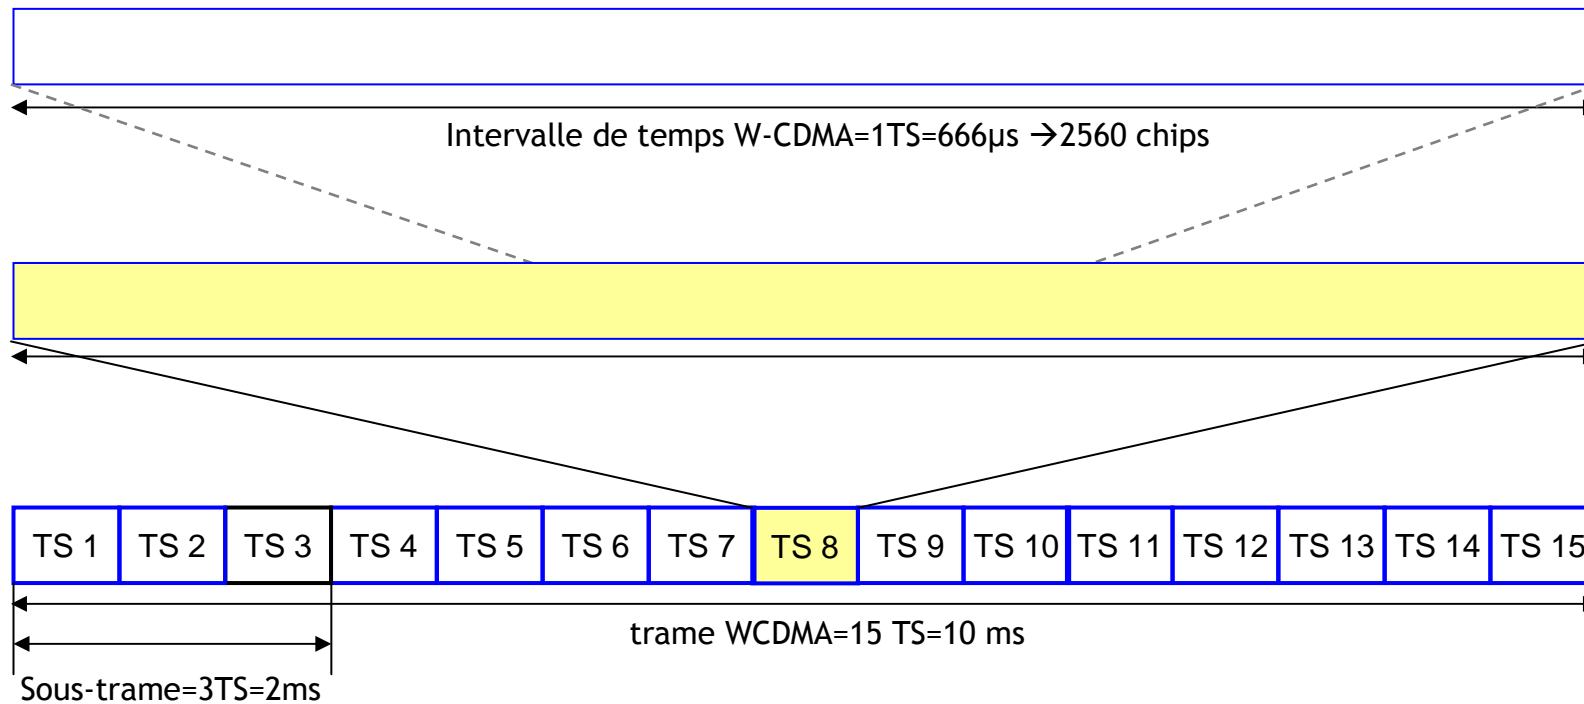 Intervalle de temps W-CDMA=1TS=666µs →2560 chips
TS 1 TS 2 TS 3 TS 4 TS 5 TS 6 TS 7 TS 8 TS 9 TS 10 TS 11 TS 12 TS 13 TS 14 TS 15
trame WCDMA=15 TS=10 ms
Sous-trame=3TS=2ms